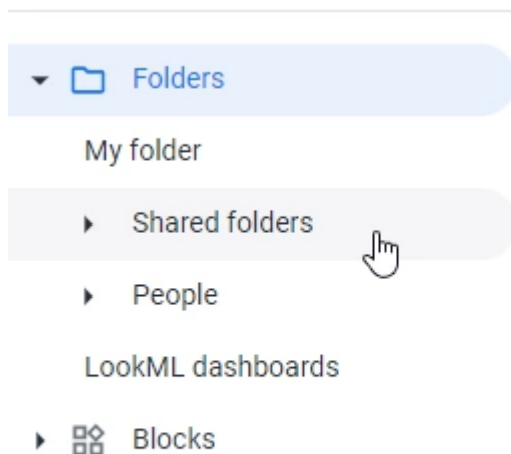 Folders
My folder
Shared folders
People
LookML dashboards
Blocks